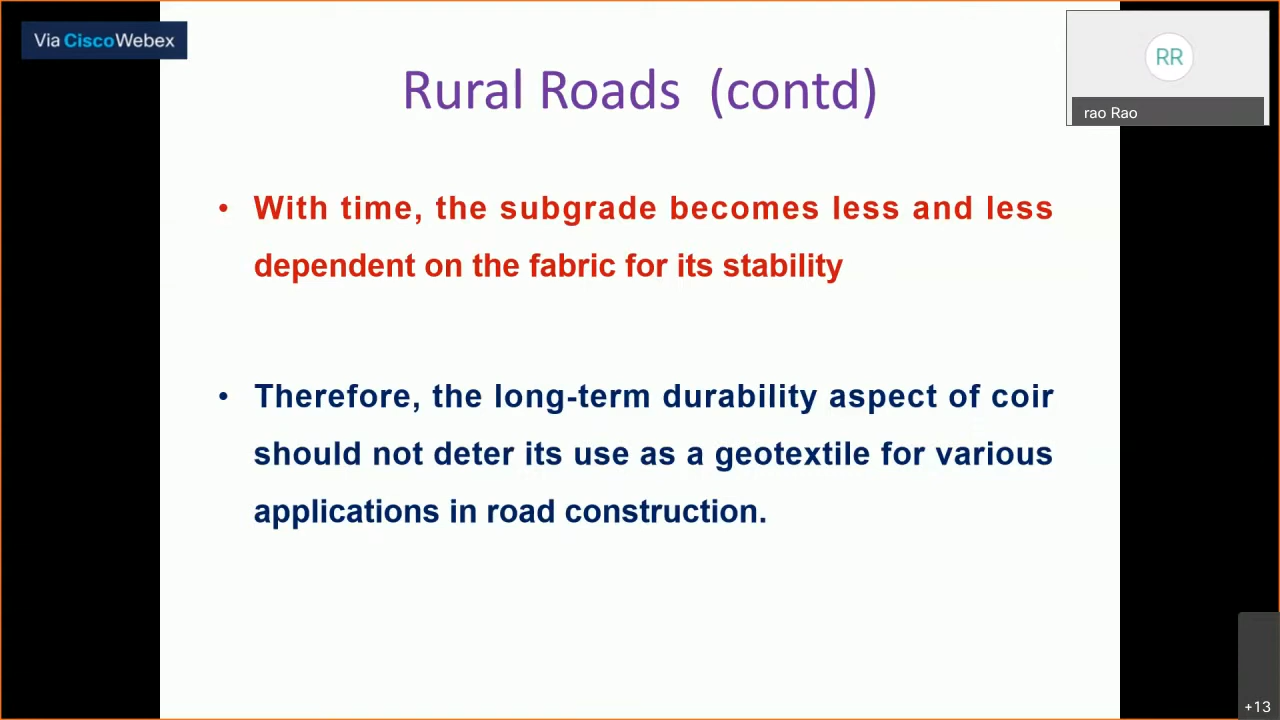 Via CiscoWebex
RR
rao Rao
Rural Roads (contd)
• With time, the subgrade becomes less and less
dependent on the fabric for its stability
• Therefore, the long-term durability aspect of coir
should not deter its use as a geotextile for various
applications in road construction.
+13